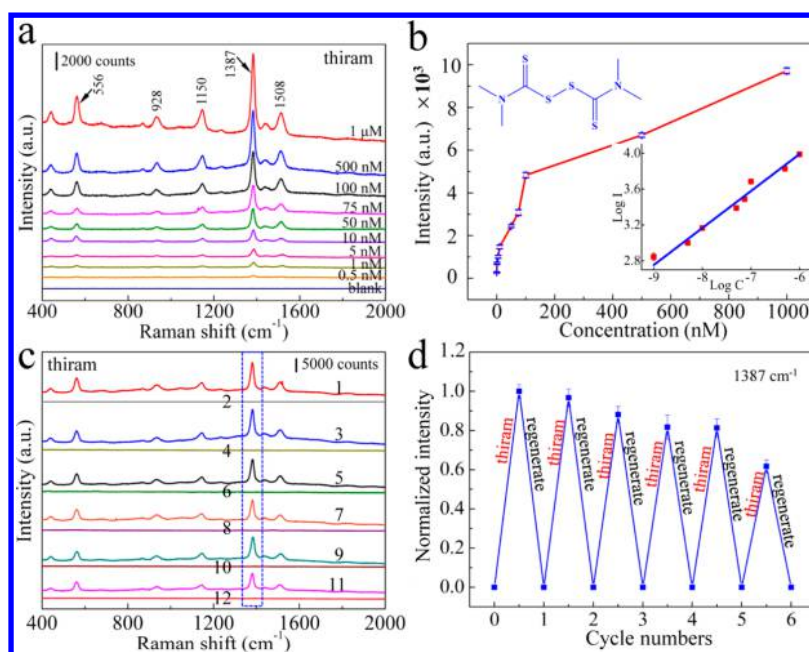 a
2000 counts
thiram
556
928
1150
1387
1508
1 μM
500 nM
100 nM
75 nM
50 nM
10 nM
5 nM
1 nM
0.5 nM
blank
Intensity (a.u.)
400 800 1200 1600 2000
Raman shift (cm⁻¹)
b
Intensity (a.u.) ×10³
10
8
6
4
2
0
S
S
S
S
N
N
Log I
4.0
3.6
3.2
2.8
-9 -8 -7 -6
Log C
0 200 400 600 800 1000
Concentration (nM)
c
thiram
5000 counts
1
2
3
4
5
6
7
8
9
10
11
12
Intensity (a.u.)
400 800 1200 1600 2000
Raman shift (cm⁻¹)
d
1387 cm⁻¹
Normalized intensity
1.2
1.0
0.8
0.6
0.4
0.2
0.0
thiram
regenerate
thiram
regenerate
thiram
regenerate
thiram
regenerate
thiram
regenerate
thiram
regenerate
0 1 2 3 4 5 6
Cycle numbers